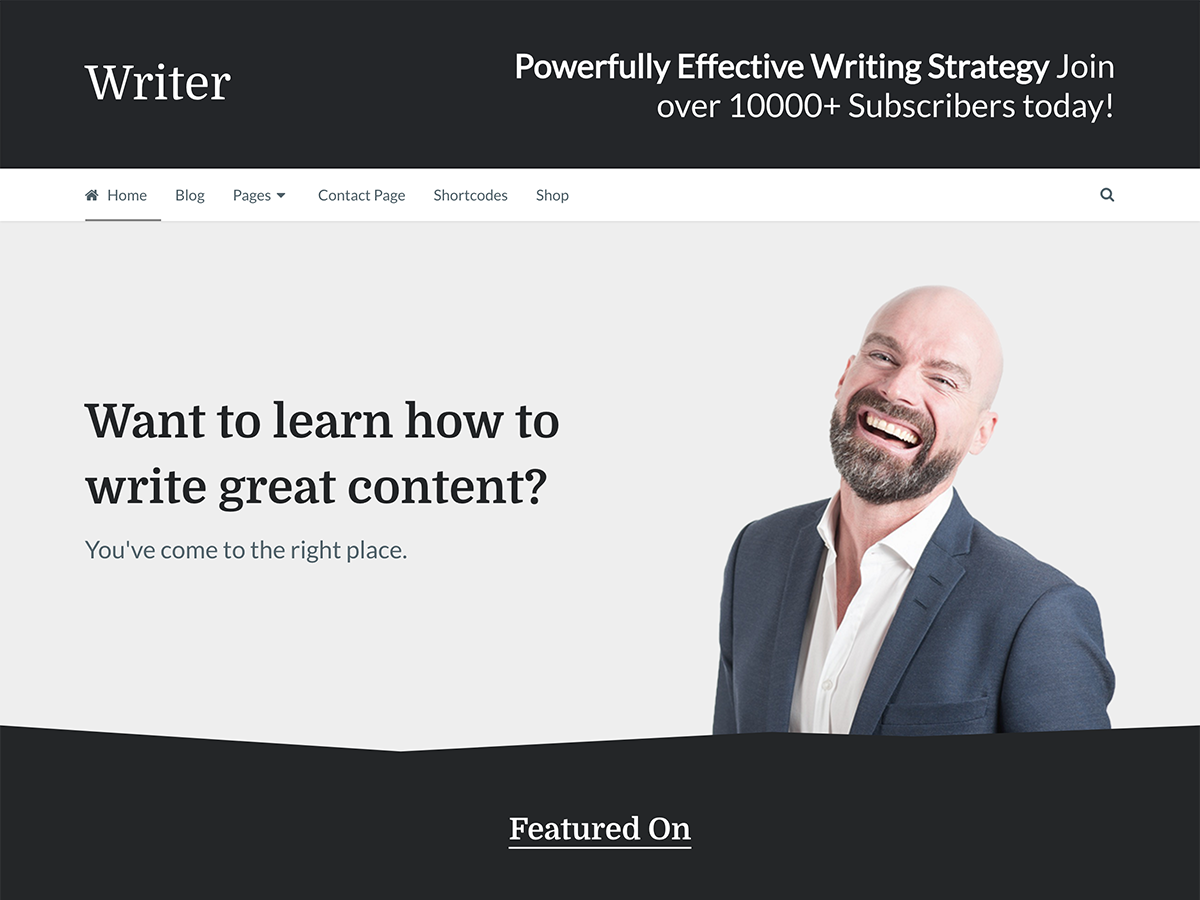 Writer
Powerfully Effective Writing Strategy Join
over 10000+ Subscribers today!
Home Blog Pages Contact Page Shortcodes Shop
Want to learn how to
write great content?
You've come to the right place.
Featured On